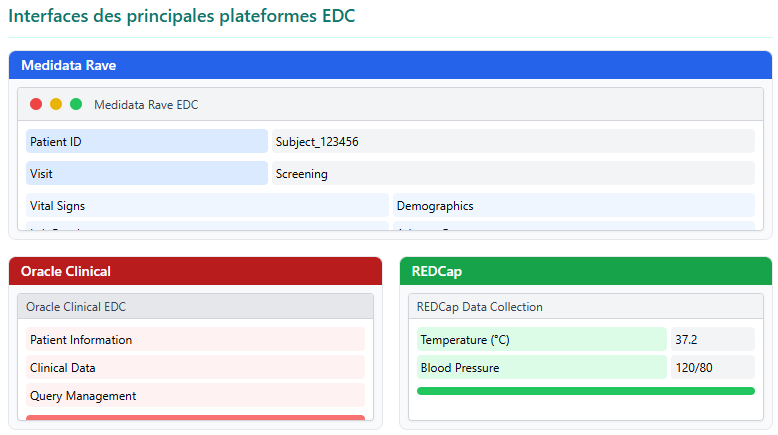 Interfaces des principales plateformes EDC
Medidata Rave
Medidata Rave EDC
Patient ID Subject_123456
Visit Screening
Vital Signs Demographics
Oracle Clinical
Oracle Clinical EDC
Patient Information
Clinical Data
Query Management
REDCap
REDCap Data Collection
Temperature (°C) 37.2
Blood Pressure 120/80